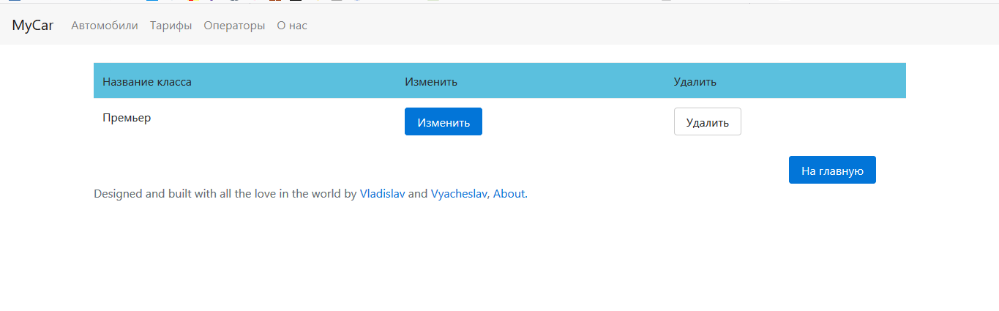 MyCar Автомобили Тарифы Операторы О нас
Название класса Изменить Удалить
Премьер Изменить Удалить
На главную
Designed and built with all the love in the world by Vladislav and Vyacheslav, About.